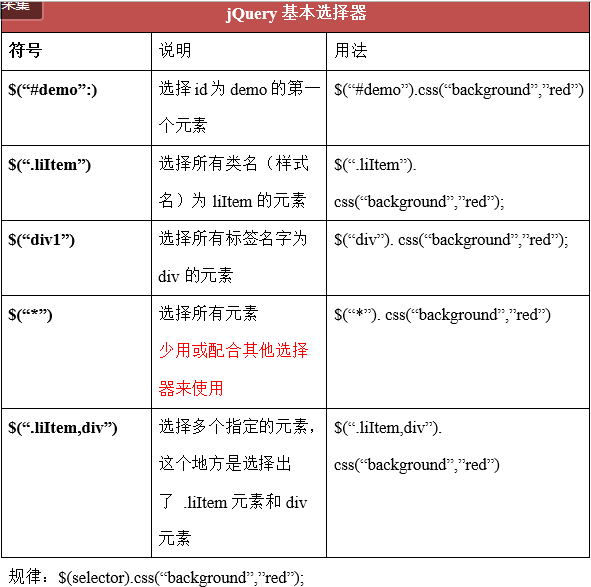 采集
jQuery 基本选择器
符号 说明 用法
$(“#demo”:) 选择 id 为 demo 的第一 $(“#demo”).css(“background”,”red”)
个元素
$(“.liItem”) 选择所有类名（样式 $(“.liItem”).
名）为 liItem 的元素 css(“background”,”red”);
$(“div1”) 选择所有标签名字为 $(“div”). css(“background”,”red”);
div 的元素
$(“*”) 选择所有元素 $(“*”). css(“background”,”red”)
少用或配合其他选择
器来使用
$(“.liItem,div”) 选择多个指定的元素， $(“.liItem,div”).
这个地方是选择出 css(“background”,”red”)
了 .liItem 元素和 div
元素
规律：$(selector).css(“background”,”red”);